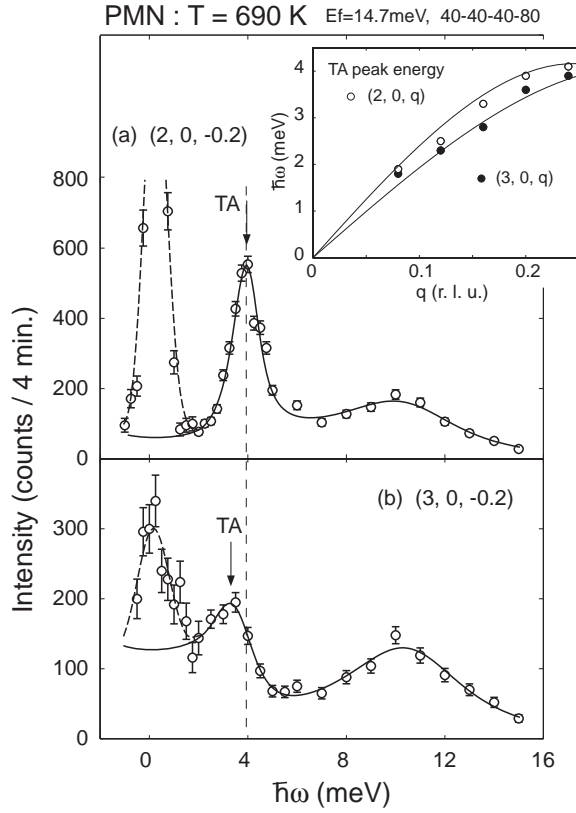 PMN : T = 690 K Ef=14.7meV, 40-40-40-80
(a) (2, 0, -0.2)
TA
800
600
400
200
0
TA peak energy
(2, 0, q)
(3, 0, q)
ħω (meV)
4
3
2
1
0
0 0.1 0.2
q (r. l. u.)
Intensity (counts / 4 min.)
(b) (3, 0, -0.2)
TA
300
200
100
0
0 4 8 12 16
ħω (meV)